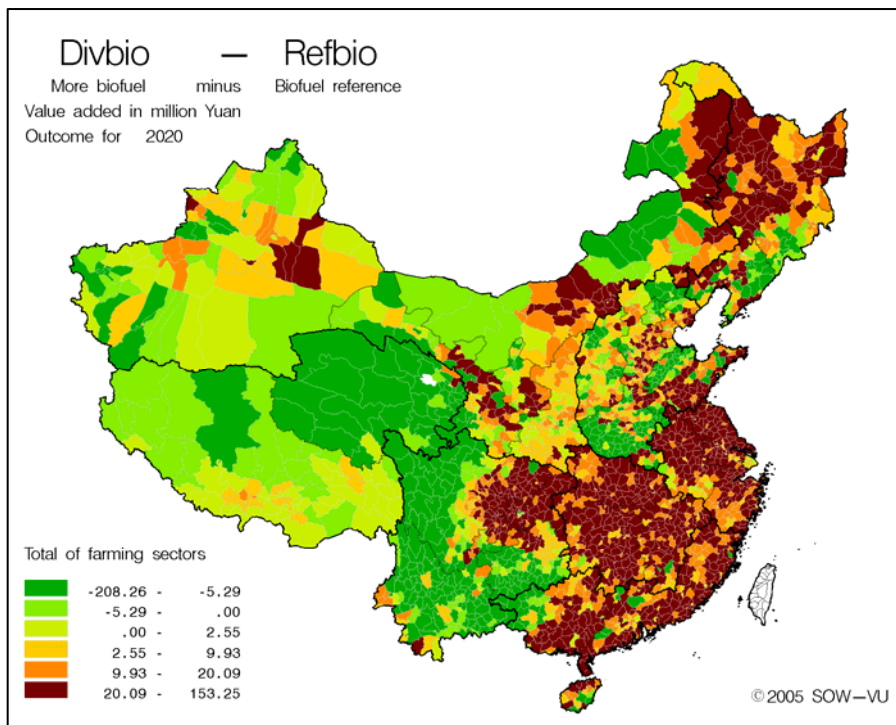 Divbio — Refbio
More biofuel minus Biofuel reference
Value added in million Yuan
Outcome for 2020
Total of farming sectors
-208.26 - -5.29
-5.29 - .00
.00 - 2.55
2.55 - 9.93
9.93 - 20.09
20.09 - 153.25
©2005 SOW—VU